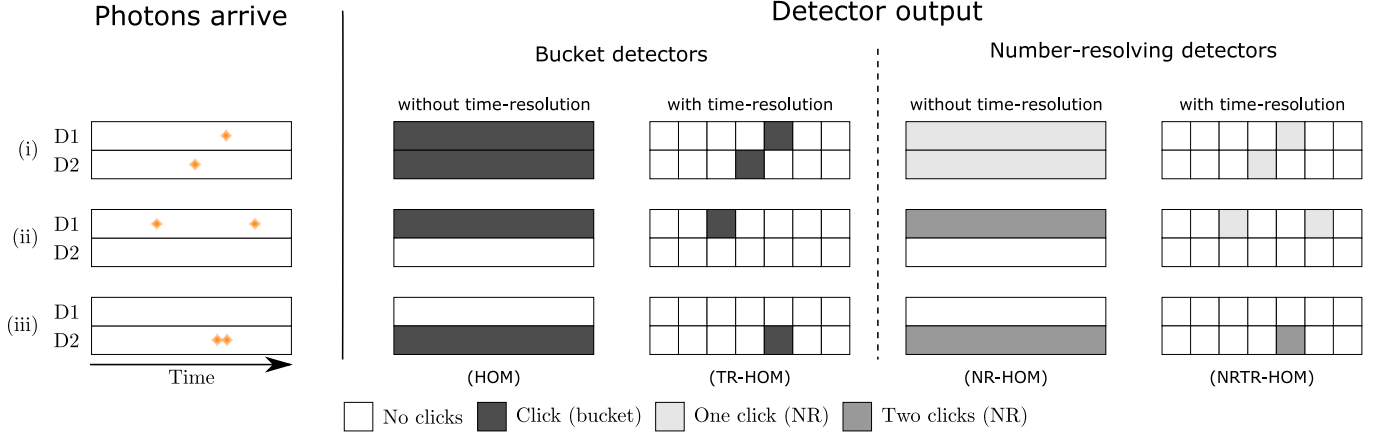 Photons arrive
Detector output
Bucket detectors
Number-resolving detectors
without time-resolution
with time-resolution
without time-resolution
with time-resolution
(i)
D1
D2
(ii)
D1
D2
(iii)
D1
D2
Time
(HOM)
(TR-HOM)
(NR-HOM)
(NRTR-HOM)
No clicks
Click (bucket)
One click (NR)
Two clicks (NR)